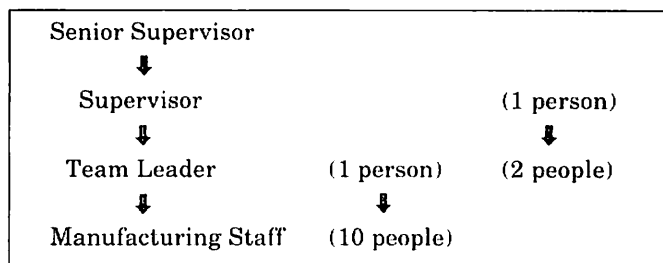 Senior Supervisor
Supervisor (1 person)
Team Leader (1 person) (2 people)
Manufacturing Staff (10 people)